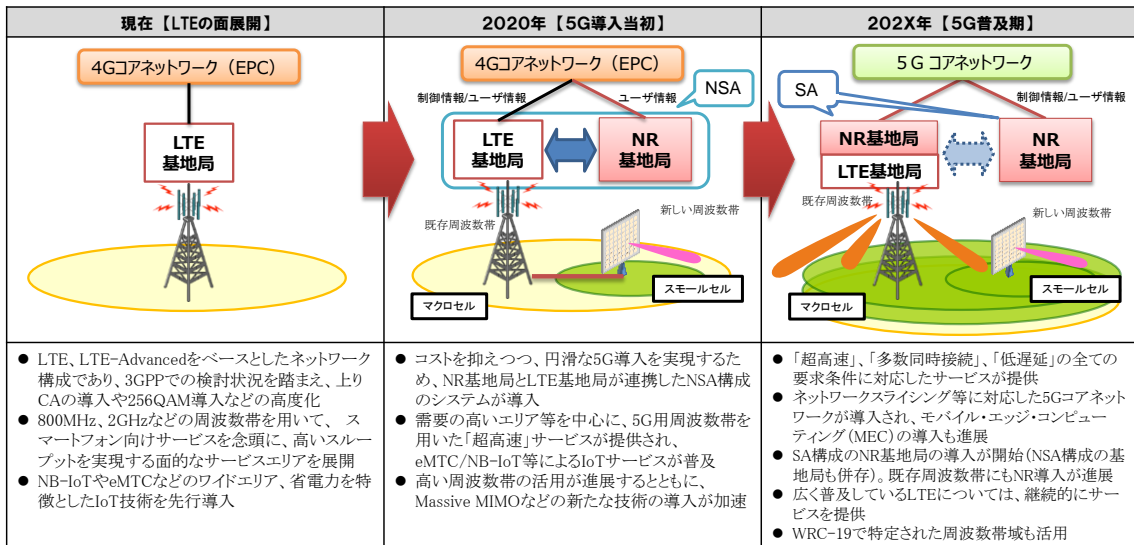 現在【LTEの面展開】
4Gコアネットワーク（EPC）
LTE
基地局
● LTE、LTE-Advancedをベースとしたネットワーク
構成であり、3GPPでの検討状況を踏まえ、上り
CAの導入や256QAM導入などの高度化
● 800MHz、2GHzなどの周波数帯を用いて、 ス
マートフォン向けサービスを念頭に、高いスルー
プットを実現する面的なサービスエリアを展開
● NB-IoTやeMTCなどのワイドエリア、省電力を特
徴としたIoT技術を先行導入
2020年【5G導入当初】
4Gコアネットワーク（EPC）
制御情報/ユーザ情報
ユーザ情報
NSA
LTE
基地局
NR
基地局
既存周波数帯
新しい周波数帯
スモールセル
マクロセル
● コストを抑えつつ、円滑な5G導入を実現するた
め、NR基地局とLTE基地局が連携したNSA構成
のシステムが導入
● 需要の高いエリア等を中心に、5G用周波数帯を
用いた「超高速」サービスが提供され、
eMTC/NB-IoT等によるIoTサービスが普及
● 高い周波数帯の活用が進展するとともに、
Massive MIMOなどの新たな技術の導入が加速
202X年【5G普及期】
５G コアネットワーク
SA
制御情報/ユーザ情報
NR基地局
LTE基地局
NR
基地局
既存周波数帯
新しい周波数帯
スモールセル
マクロセル
● 「超高速」、「多数同時接続」、「低遅延」の全ての
要求条件に対応したサービスが提供
● ネットワークスライシング等に対応した5Gコアネット
ワークが導入され、モバイル・エッジ・コンピュー
ティング（MEC）の導入も進展
● SA構成のNR基地局の導入が開始（NSA構成の基
地局も併存）。既存周波数帯にもNR導入が進展
● 広く普及しているLTEについては、継続的にサー
ビスを提供
● WRC-19で特定された周波数帯域も活用